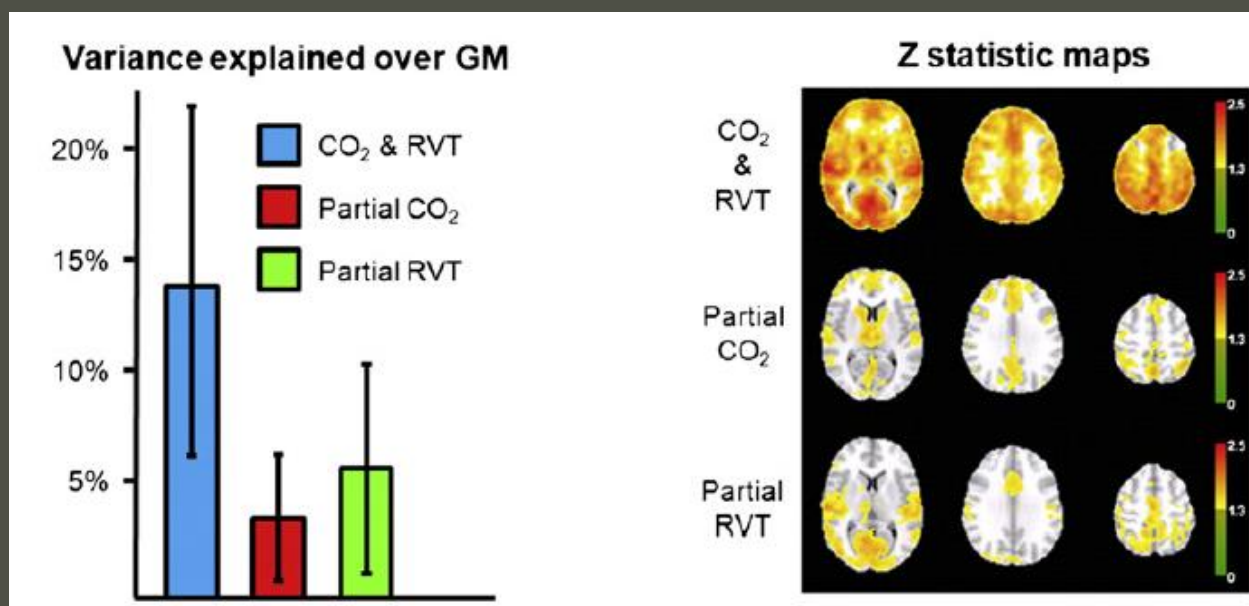 Variance explained over GM
20%
15%
10%
5%
CO₂ & RVT
Partial CO₂
Partial RVT
Z statistic maps
CO₂
&
RVT
2.5
1.3
0
Partial
CO₂
2.5
1.3
0
Partial
RVT
2.5
1.3
0